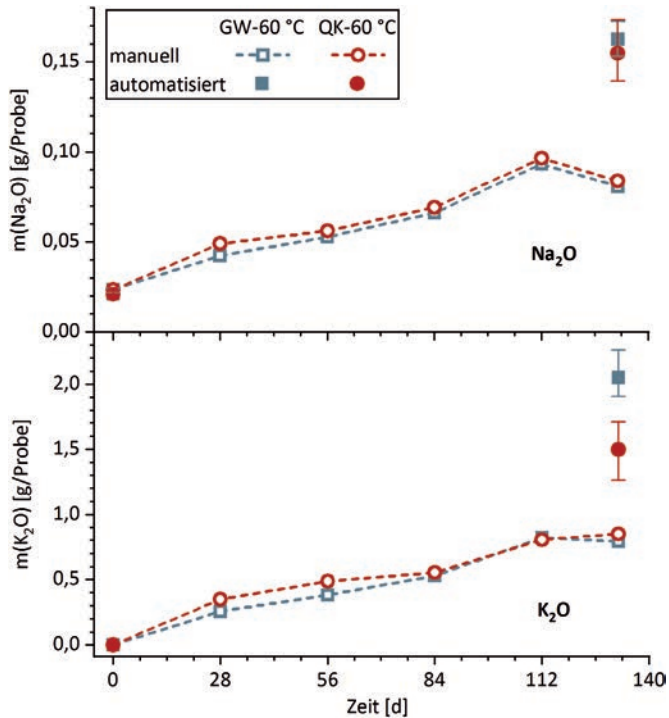 GW-60 °C QK-60 °C
manuell
automatisiert
m(Na₂O) [g/Probe]
0,15
0,10
0,05
0,00
Na₂O
m(K₂O) [g/Probe]
2,0
1,5
1,0
0,5
0,0
K₂O
0 28 56 84 112 140
Zeit [d]